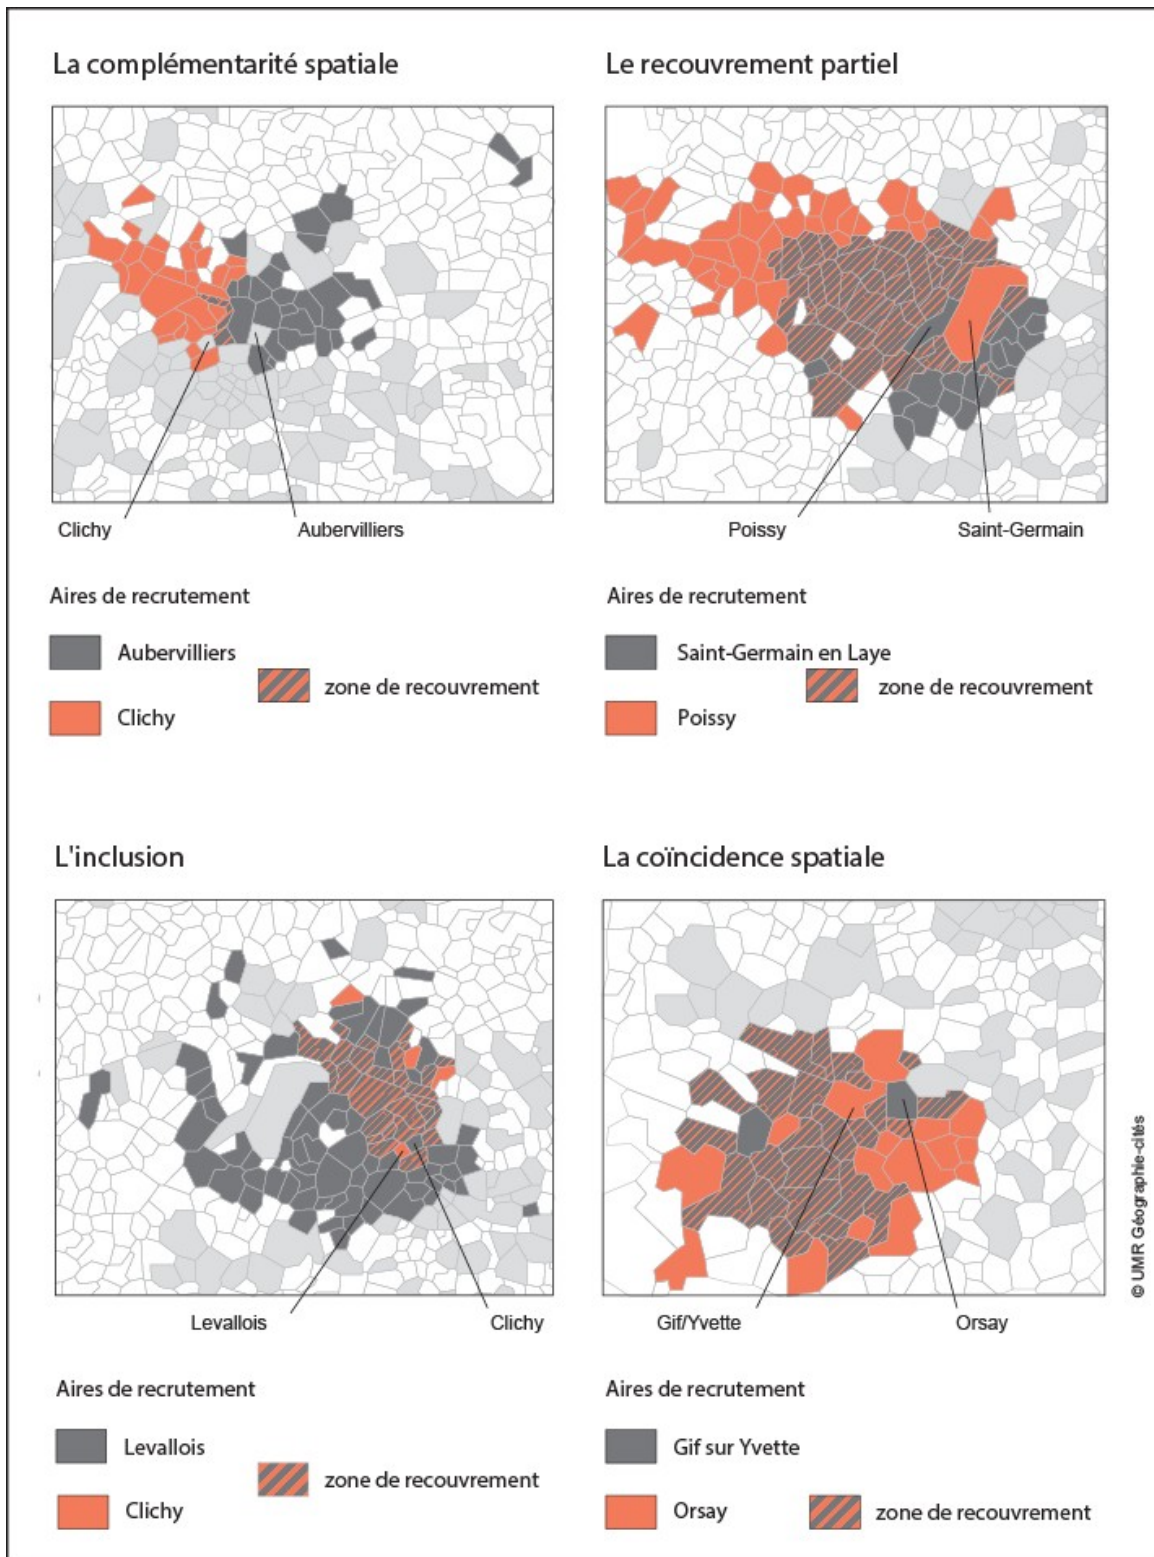 La complémentarité spatiale
Le recouvrement partiel
Clichy
Aubervilliers
Poissy
Saint-Germain
Aires de recrutement
Aubervilliers
zone de recouvrement
Clichy
Aires de recrutement
Saint-Germain en Laye
zone de recouvrement
Poissy
L'inclusion
La coïncidence spatiale
Levallois
Clichy
Gif/Yvette
Orsay
© UMR Géographie-cités
Aires de recrutement
Levallois
zone de recouvrement
Clichy
Aires de recrutement
Gif sur Yvette
Orsay
zone de recouvrement